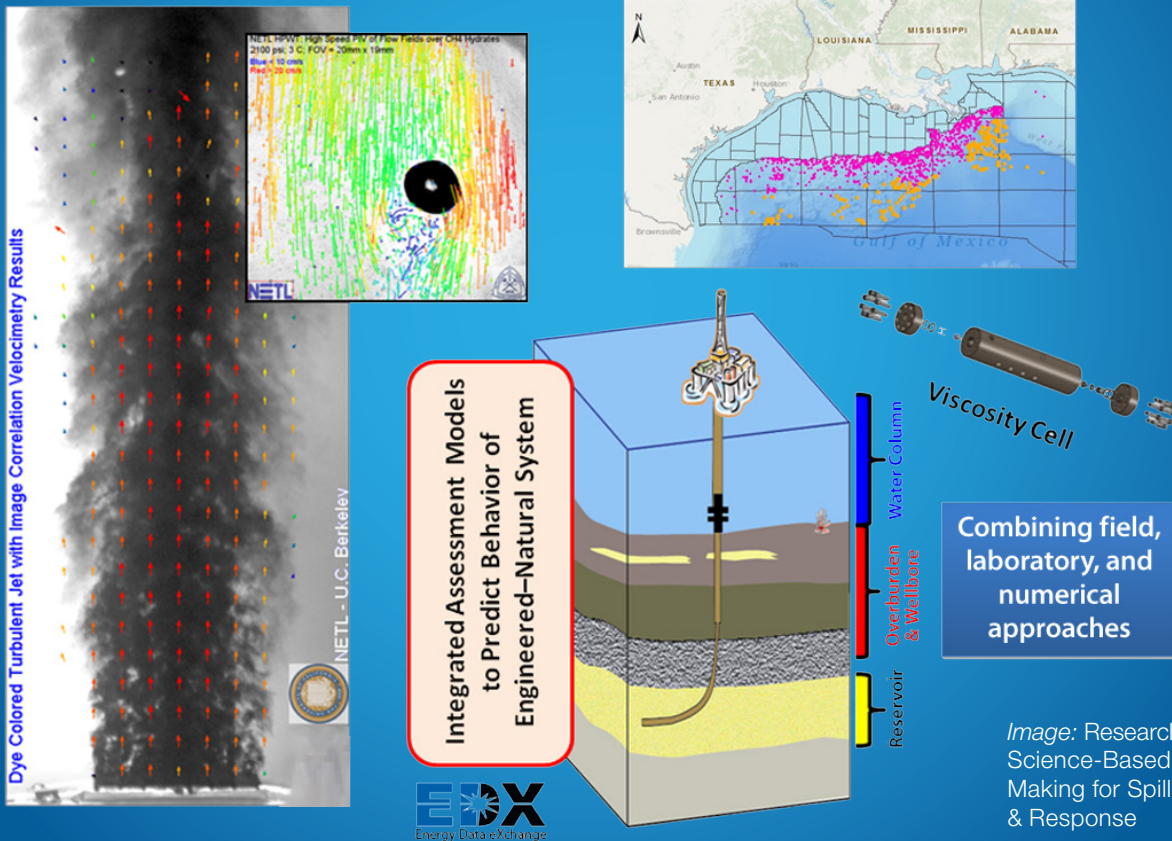 Dye Colored Turbulent Jet with Image Correlation Velocimetry Results
NETL - U.C. Berkeley
NETL HPWT: High Speed PIV of Flow Fields over CH4 Hydrates
2100 psi; 3 C; FOV = 20mm x 19mm
Blue < 10 cm/s
Red > 20 cm/s
NETL
N
LOUISIANA
MISSISSIPPI
ALABAMA
Austin
TEXAS
Houston
San Antonio
Brownsville
Gulf of Mexico
Integrated Assessment Models
to Predict Behavior of
Engineered–Natural System
Water Column
Overburden
& Wellbore
Reservoir
Viscosity Cell
Combining field,
laboratory, and
numerical
approaches
EDX
Energy Data eXchange
Image: Research
Science-Based
Making for Spill
& Response